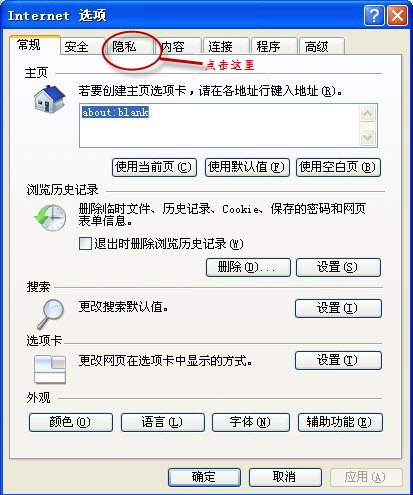 Internet 选项
常规 安全 隐私 内容 连接 程序 高级
点击这里
主页
若要创建主页选项卡，请在各地址行键入地址(R)。
about:blank
使用当前页(C) 使用默认值(F) 使用空白页(B)
浏览历史记录
删除临时文件、历史记录、Cookie、保存的密码和网页
表单信息。
退出时删除浏览历史记录(W)
删除(D)... 设置(S)
搜索
更改搜索默认值。 设置(I)
选项卡
更改网页在选项卡中显示的方式。 设置(T)
外观
颜色(O) 语言(L) 字体(N) 辅助功能(E)
确定 取消 应用(A)